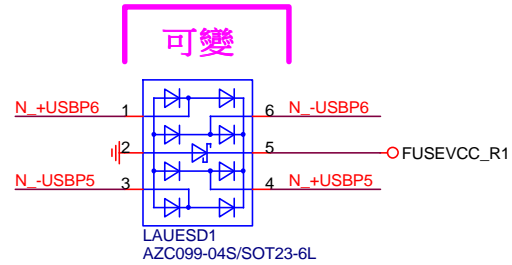 可變
N_+USBP6 1 6 N_-USBP6
2 5 FUSEVCC_R1
N_-USBP5 3 4 N_+USBP5
LAUESD1
AZC099-04S/SOT23-6L